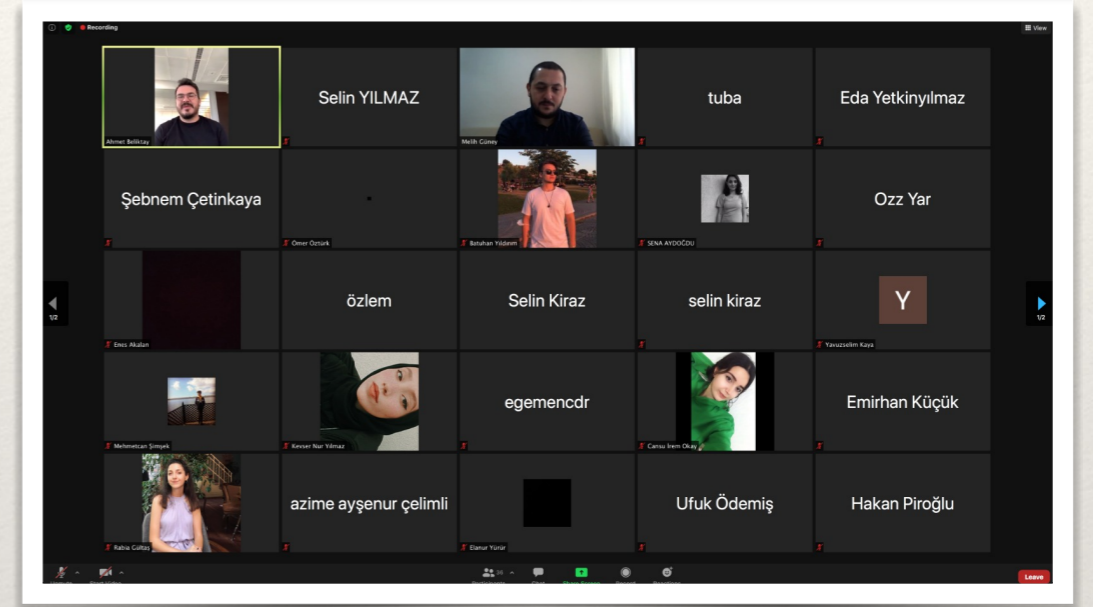 Recording
View
Ahmet Beliktay
Selin YILMAZ
Melih Güney
tuba
Eda Yetkinyılmaz
Şebnem Çetinkaya
Ömer Öztürk
Batuhan Yıldırım
SENA AYDOĞDU
Ozz Yar
1/2
Enes Akalan
özlem
Selin Kiraz
selin kiraz
Y
Yavuzselim Kaya
1/2
Mehmetcan Şimşek
Kevser Nur Yılmaz
egemencdr
Cansu İrem Okay
Emirhan Küçük
Rabia Gültaş
azime ayşenur çelimli
Elanur Yürür
Ufuk Ödemiş
Hakan Piroğlu
Leave